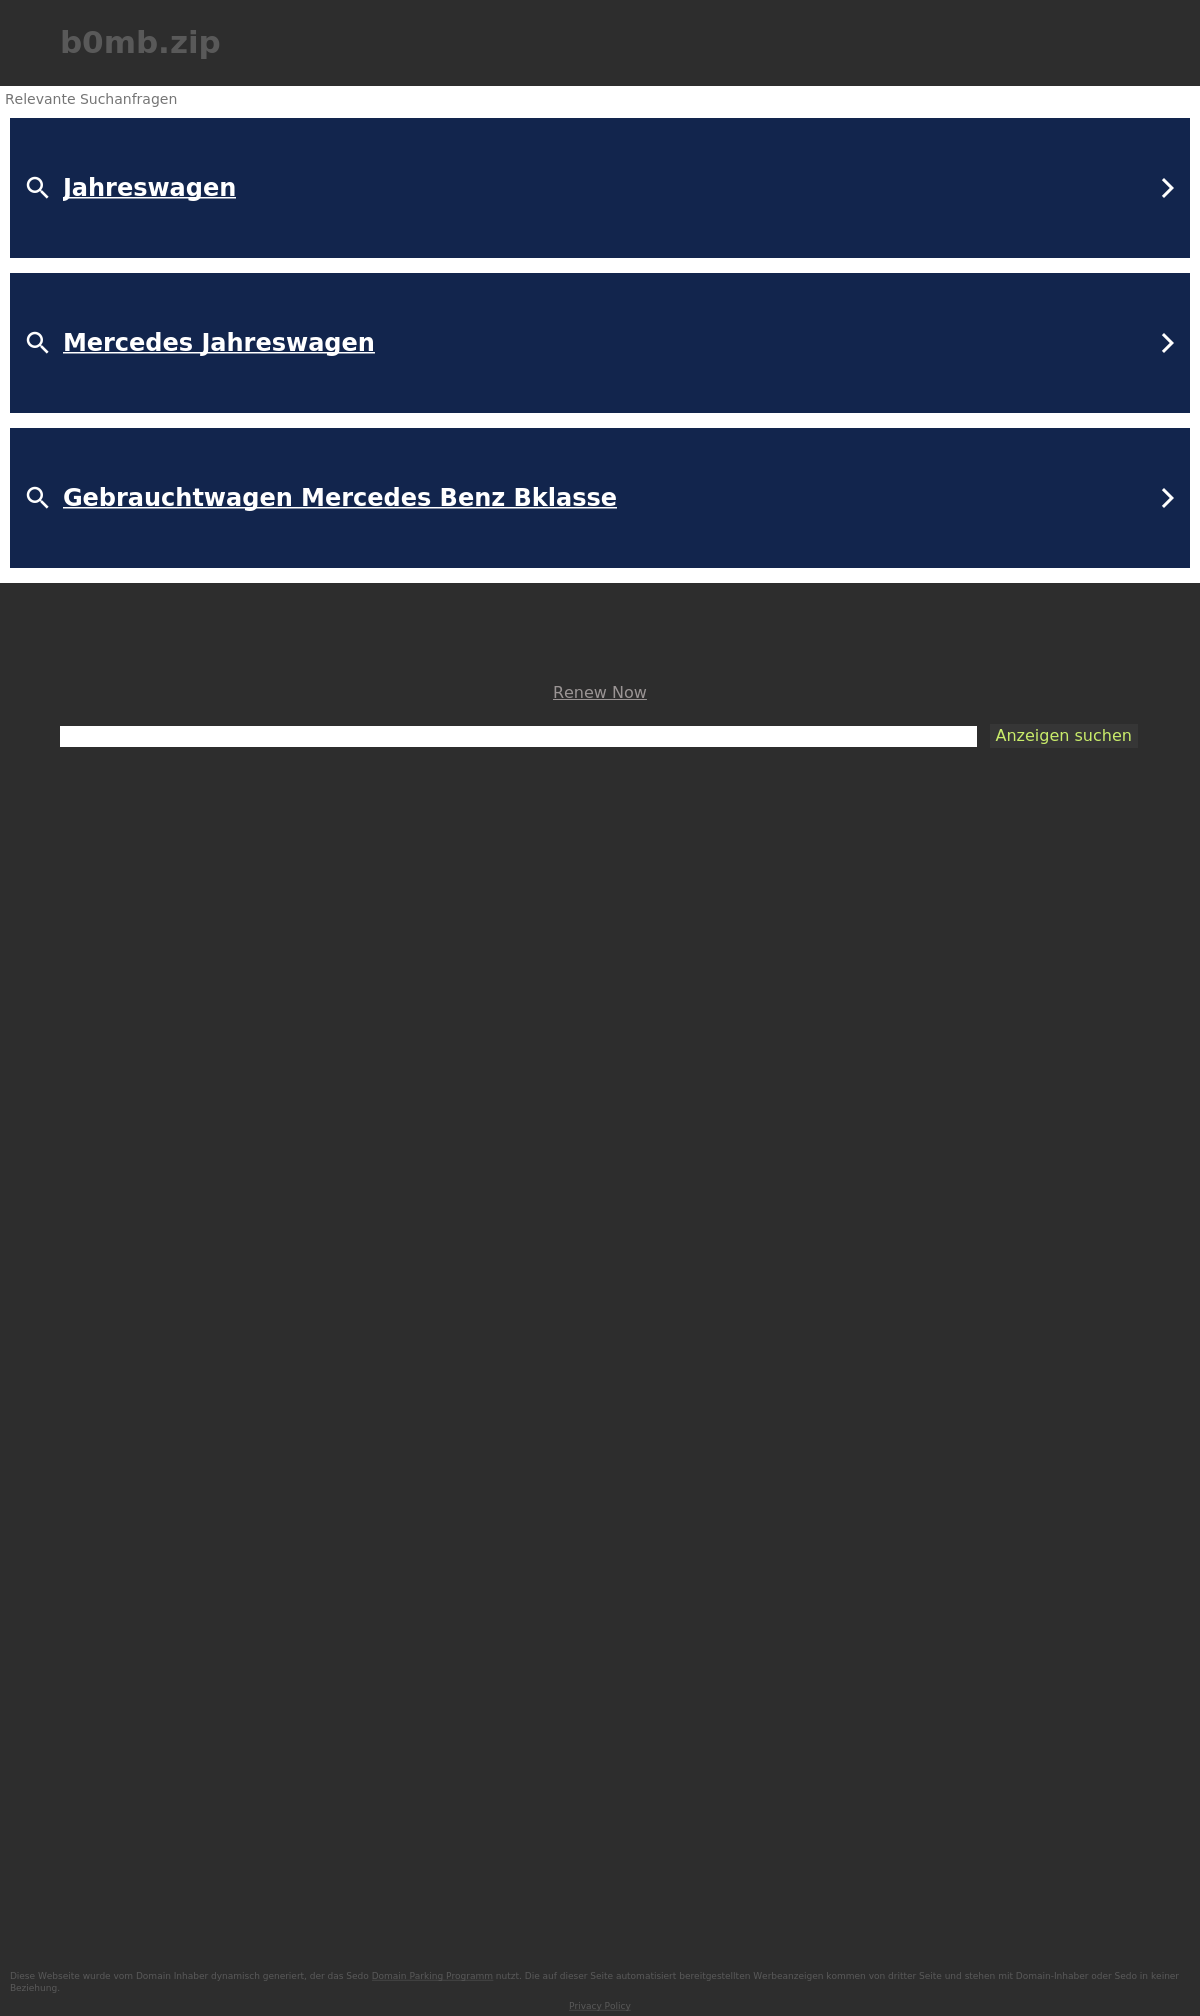 b0mb.zip
Relevante Suchanfragen
Jahreswagen
Mercedes Jahreswagen
Gebrauchtwagen Mercedes Benz Bklasse
Renew Now
Anzeigen suchen
Diese Webseite wurde vom Domain Inhaber dynamisch generiert, der das Sedo Domain Parking Programm nutzt. Die auf dieser Seite automatisiert bereitgestellten Werbeanzeigen kommen von dritter Seite und stehen mit Domain-Inhaber oder Sedo in keiner
Beziehung.
Privacy Policy